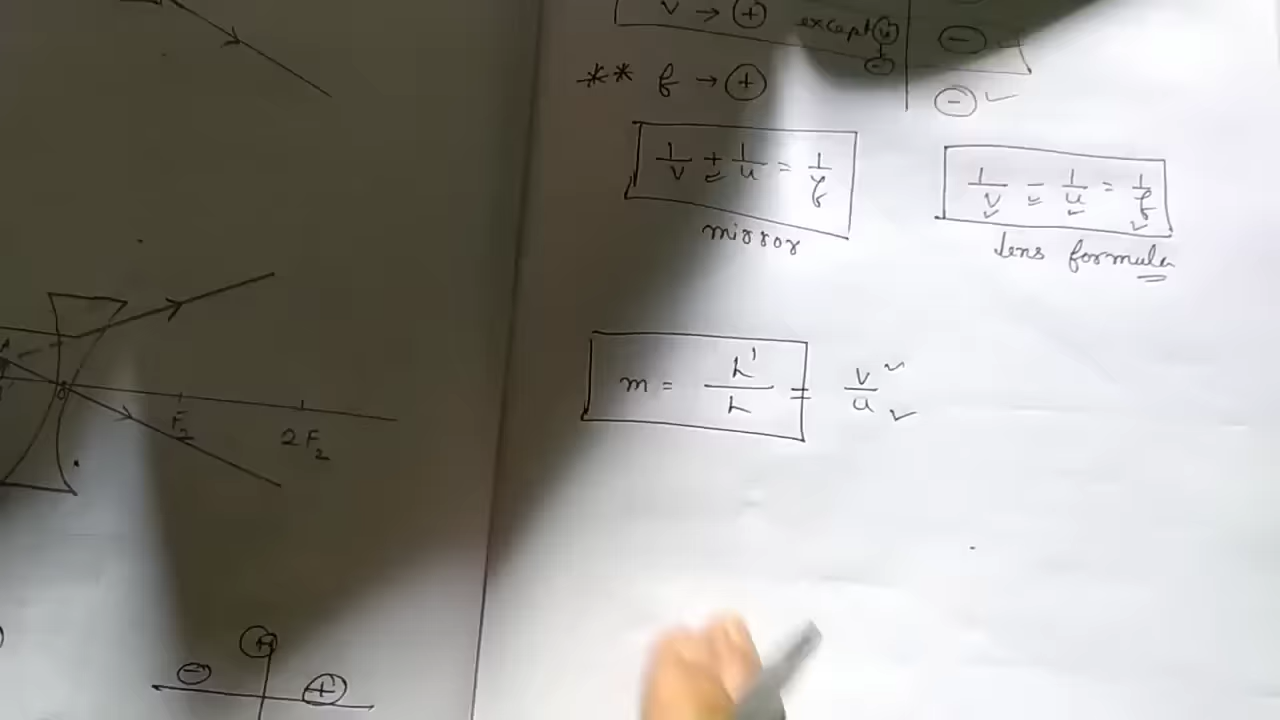 v → ⊕ except u
⊖
⊖
** f → ⊕
⊖ ✓
1/v + 1/u = 1/f
mirror
1/v - 1/u = 1/f
lens formula
m = h'/h = v/u
F₂
2F₂
O
⊖ ⊕